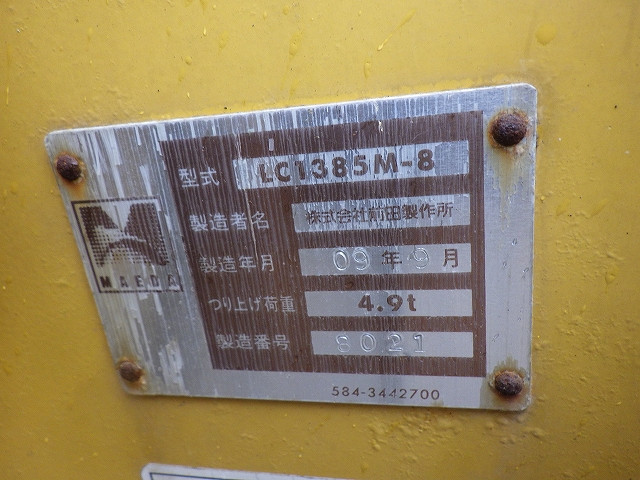 型式 LC1385M-8
製造者名 株式会社前田製作所
製造年月 09年9月
つり上げ荷重 4.9t
製造番号 8021
MAEDA
584-3442700